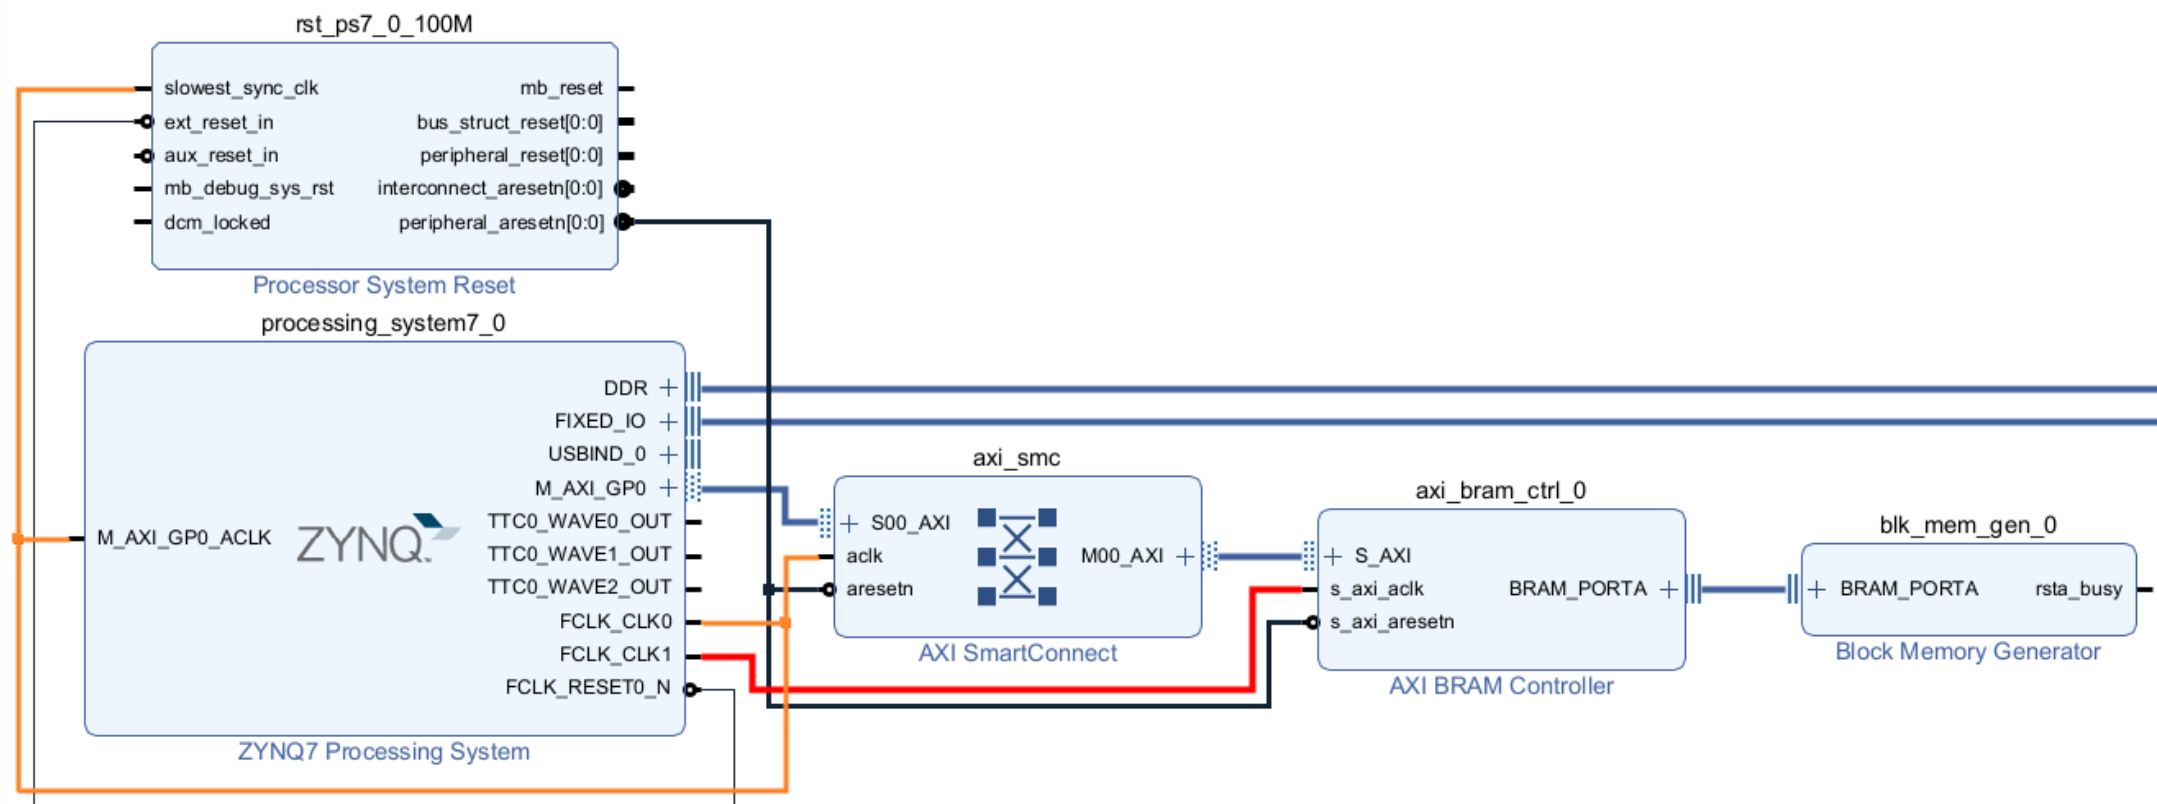 rst_ps7_0_100M
slowest_sync_clk
ext_reset_in
aux_reset_in
mb_debug_sys_rst
dcm_locked
mb_reset
bus_struct_reset[0:0]
peripheral_reset[0:0]
interconnect_aresetn[0:0]
peripheral_aresetn[0:0]
Processor System Reset
processing_system7_0
M_AXI_GP0_ACLK
ZYNQ
DDR
FIXED_IO
USBIND_0
M_AXI_GP0
TTC0_WAVE0_OUT
TTC0_WAVE1_OUT
TTC0_WAVE2_OUT
FCLK_CLK0
FCLK_CLK1
FCLK_RESET0_N
ZYNQ7 Processing System
axi_smc
S00_AXI
aclk
aresetn
M00_AXI
AXI SmartConnect
axi_bram_ctrl_0
S_AXI
s_axi_aclk
s_axi_aresetn
BRAM_PORTA
AXI BRAM Controller
blk_mem_gen_0
BRAM_PORTA
rsta_busy
Block Memory Generator